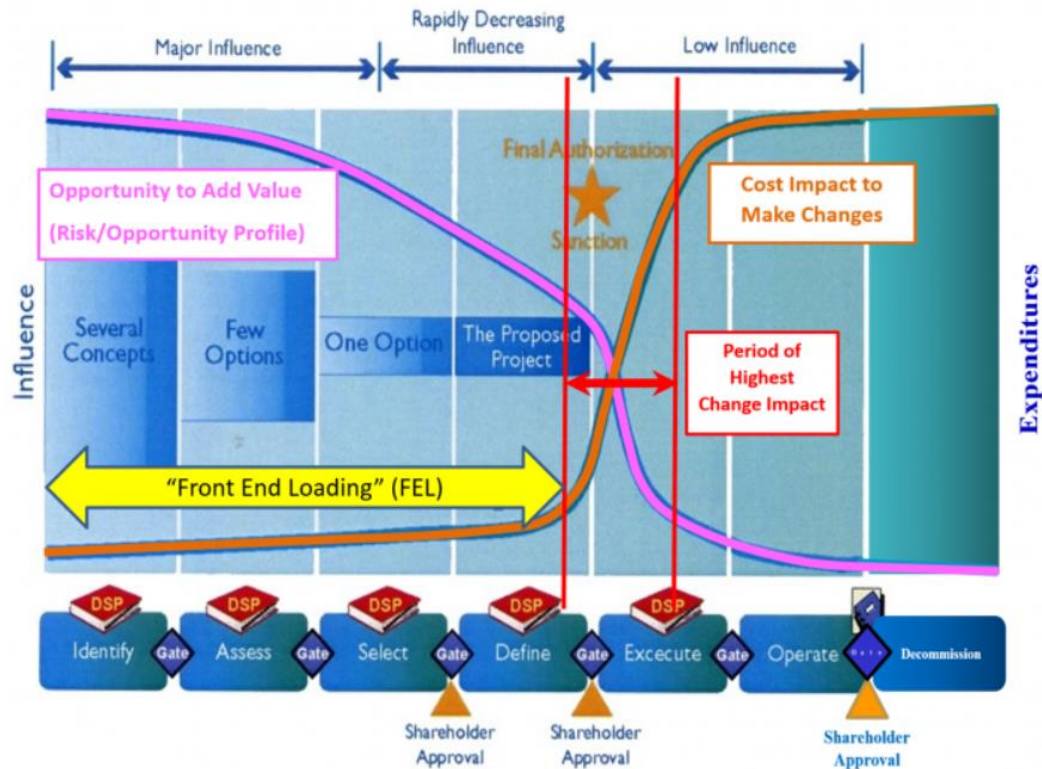 Rapidly Decreasing
Major Influence
Influence
Low Influence
Final Authorization
Sanction
Opportunity to Add Value
(Risk/Opportunity Profile)
Cost Impact to
Make Changes
Influence
Expenditures
Several
Concepts
Few
Options
One Option
The Proposed
Project
Period of
Highest
Change Impact
“Front End Loading” (FEL)
DSP
DSP
DSP
DSP
DSP
Identify
Gate
Assess
Gate
Select
Gate
Define
Gate
Excecute
Gate
Operate
Gate
Decommission
Shareholder
Approval
Shareholder
Approval
Shareholder
Approval